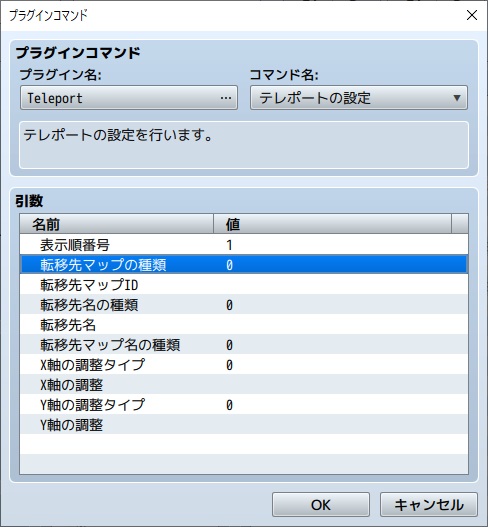 プラグインコマンド
プラグインコマンド
プラグイン名: コマンド名:
Teleport … テレポートの設定
テレポートの設定を行います。
引数
名前 値
表示順番号 1
転移先マップの種類 0
転移先マップID
転移先名の種類 0
転移先名
転移先マップ名の種類 0
X軸の調整タイプ 0
X軸の調整
Y軸の調整タイプ 0
Y軸の調整
OK キャンセル